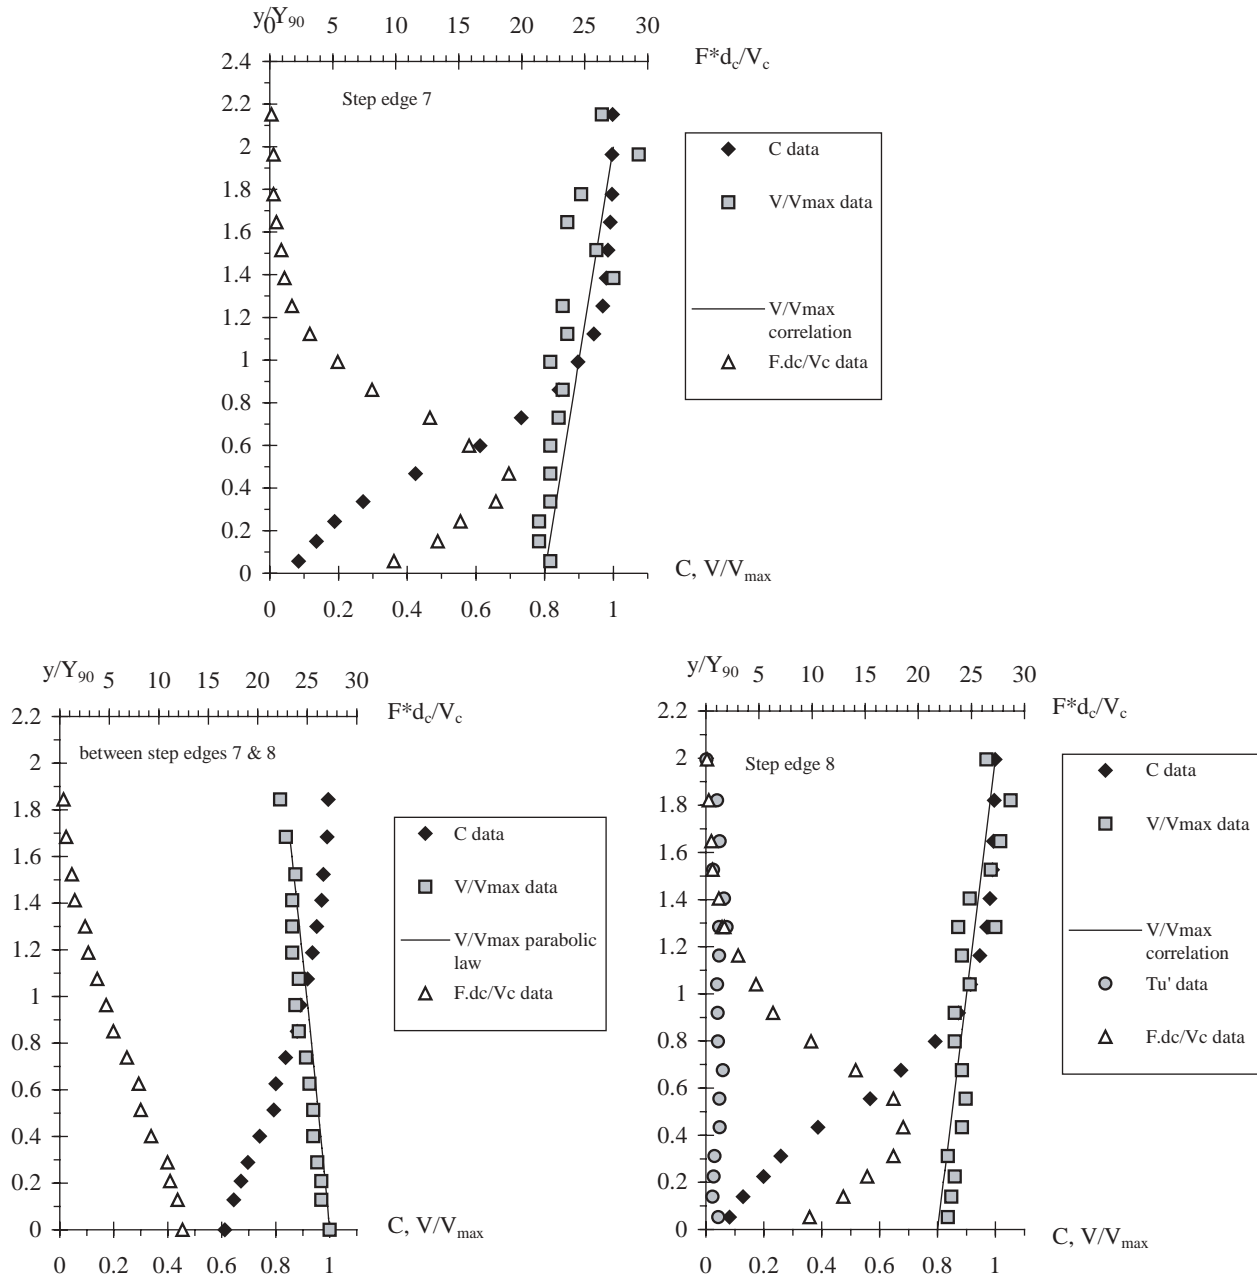 y/Y90
0 5 10 15 20 25 30
F*dc/Vc
2.4
2.2
2
1.8
1.6
1.4
1.2
1
0.8
0.6
0.4
0.2
0
Step edge 7
C data
V/Vmax data
V/Vmax
correlation
F.dc/Vc data
C, V/Vmax
0 0.2 0.4 0.6 0.8 1
y/Y90 5 10 15 20 25 30
F*dc/Vc
2.2
2
1.8
1.6
1.4
1.2
1
0.8
0.6
0.4
0.2
0
between step edges 7 & 8
C data
V/Vmax data
V/Vmax parabolic
law
F.dc/Vc data
C, V/Vmax
0 0.2 0.4 0.6 0.8 1
y/Y90 5 10 15 20 25 30
F*dc/Vc
2.2
2
1.8
1.6
1.4
1.2
1
0.8
0.6
0.4
0.2
0
Step edge 8
C data
V/Vmax data
V/Vmax
correlation
Tu' data
F.dc/Vc data
C, V/Vmax
0 0.2 0.4 0.6 0.8 1